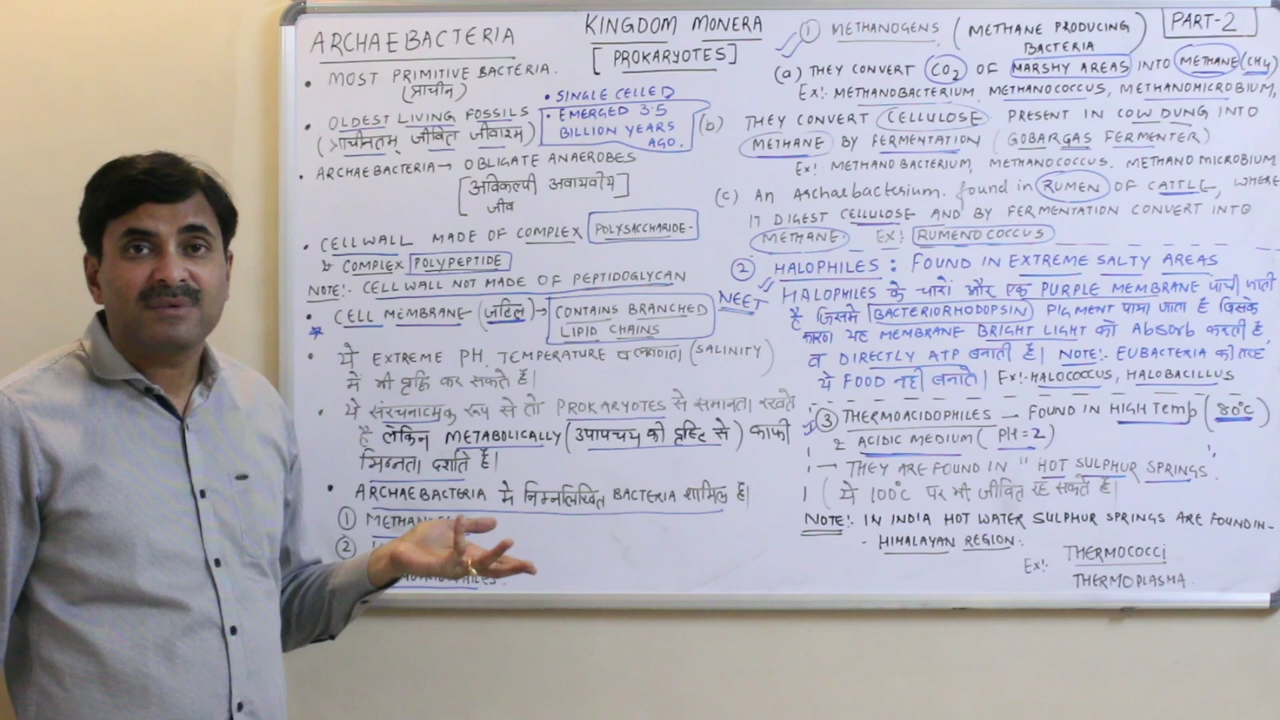 KINGDOM MONERA
[PROKARYOTES]
PART-2
ARCHAEBACTERIA
• MOST PRIMITIVE BACTERIA.
(प्राचीन)
• OLDEST LIVING FOSSILS
(प्राचीनतम् जीवित जीवाश्म)
• SINGLE CELLED
• EMERGED 3.5
BILLION YEARS
AGO.
• ARCHAEBACTERIA → OBLIGATE ANAEROBES
[अविकल्पी अवायवीय]
जीव
• CELL WALL MADE OF COMPLEX POLYSACCHARIDE-
& COMPLEX POLYPEPTIDE
NOTE:- CELL WALL NOT MADE OF PEPTIDOGLYCAN
• CELL MEMBRANE (जटिल) → CONTAINS BRANCHED
LIPID CHAINS
NEET
• ये EXTREME PH, TEMPERATURE व लवणता (SALINITY)
में भी वृद्धि कर सकते हैं।
• ये संरचनात्मक रूप से तो PROKARYOTES से समानता रखते
हैं लेकिन METABOLICALLY (उपापचय की दृष्टि से) काफी
भिन्नता दर्शाते हैं।
• ARCHAEBACTERIA में निम्नलिखित BACTERIA शामिल हैं।
① METHANO
②
① METHANOGENS (METHANE PRODUCING
BACTERIA)
(a) THEY CONVERT CO2 OF MARSHY AREAS INTO METHANE (CH4)
Ex:- METHANOBACTERIUM, METHANOCOCCUS, METHANOMICROBIUM,
(b) THEY CONVERT CELLULOSE PRESENT IN COW DUNG INTO
METHANE BY FERMENTATION (GOBARGAS FERMENTER)
Ex:- METHANOBACTERIUM, METHANOCOCCUS. METHANOMICROBIUM
(c) An Archaebacterium. found in RUMEN OF CATTLE, WHERE
IT DIGEST CELLULOSE AND BY FERMENTATION CONVERT INTO
METHANE. Ex:- RUMENOCOCCUS
② HALOPHILES : FOUND IN EXTREME SALTY AREAS
HALOPHILES के चारों और एक PURPLE MEMBRANE पायी जाती
है जिसमें BACTERIORHODOPSIN PIGMENT पाया जाता है जिसके
कारण यह MEMBRANE BRIGHT LIGHT को Absorb करती है,
व DIRECTLY ATP बनाती है। NOTE:- EUBACTERIA की तरह
ये FOOD नही बनाते। Ex:- HALOCOCCUS, HALOBACILLUS
③ THERMOACIDOPHILES — FOUND IN HIGH Temp (80°C)
& ACIDIC MEDIUM (PH=2)
→ THEY ARE FOUND IN " HOT SULPHUR SPRINGS.
(ये 100°C पर भी जीवित रह सकते हैं।
NOTE:- IN INDIA HOT WATER SULPHUR SPRINGS ARE FOUND IN-
- HIMALAYAN REGION.
Ex:- THERMOCOCCI
THERMOPLASMA.